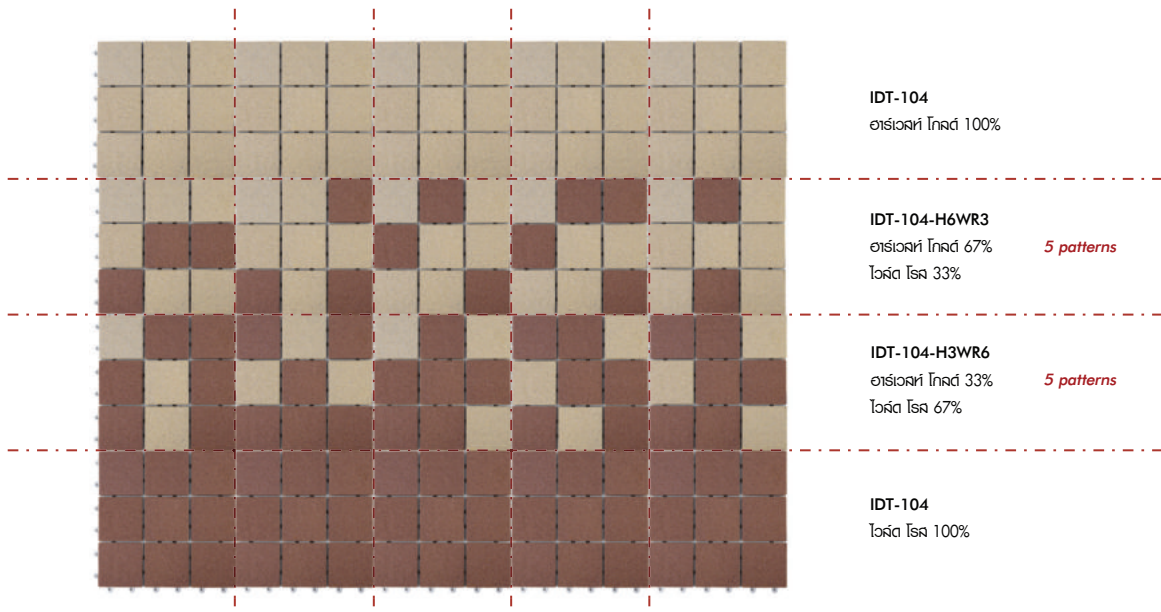 IDT-104
ฮาร์เวสท์ โกลด์ 100%
IDT-104-H6WR3
ฮาร์เวสท์ โกลด์ 67%
5 patterns
ไวล์ด โรส 33%
IDT-104-H3WR6
ฮาร์เวสท์ โกลด์ 33%
5 patterns
ไวล์ด โรส 67%
IDT-104
ไวล์ด โรส 100%